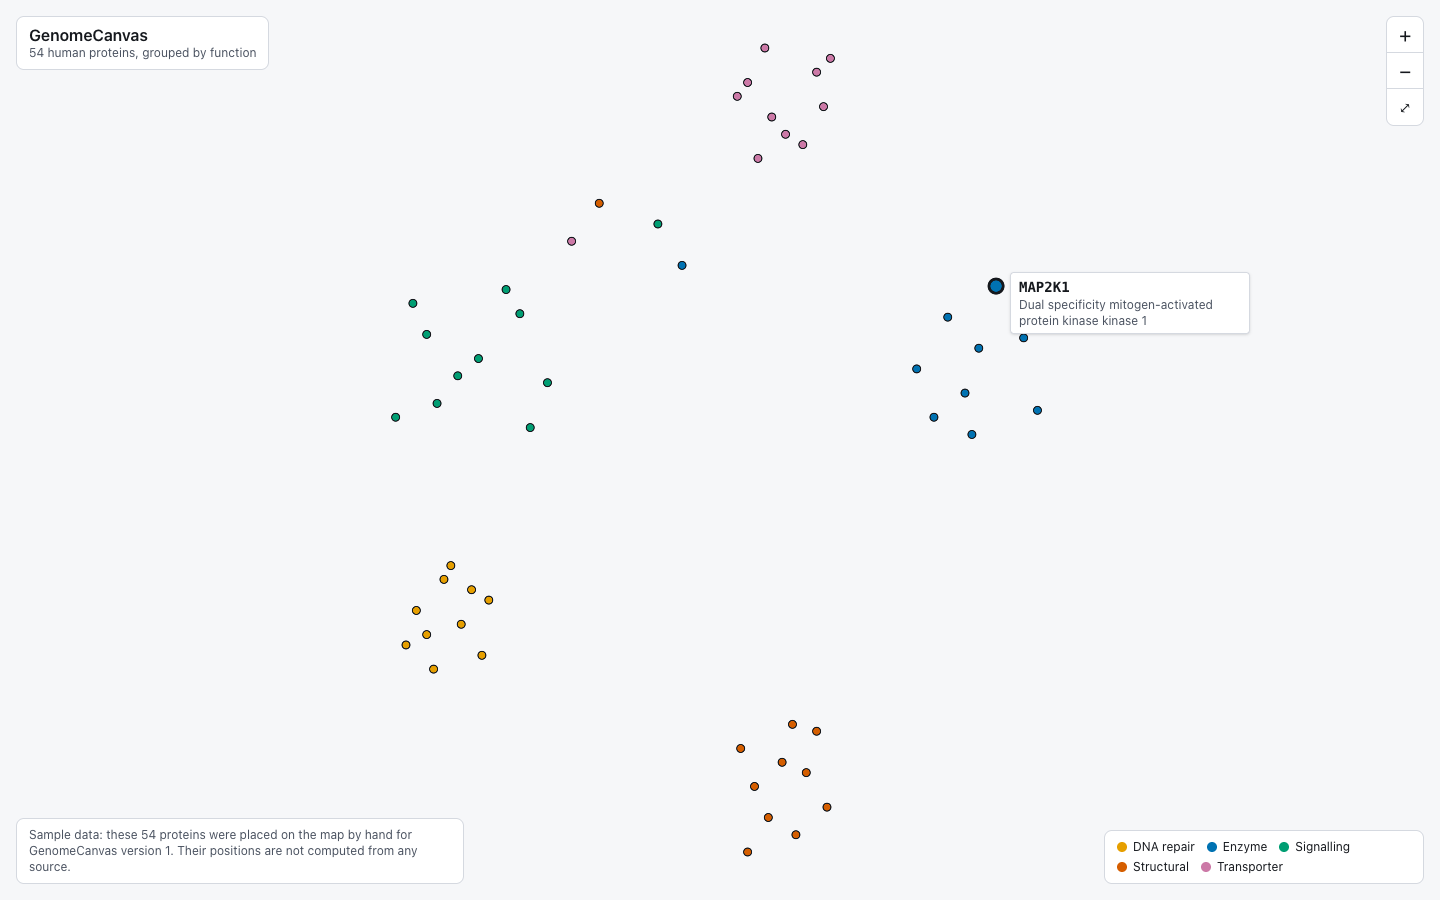 GenomeCanvas
54 human proteins, grouped by function
+
−
⤢
MAP2K1
Dual specificity mitogen-activated
protein kinase kinase 1
Sample data: these 54 proteins were placed on the map by hand for
GenomeCanvas version 1. Their positions are not computed from any
source.
DNA repair Enzyme Signalling
Structural Transporter